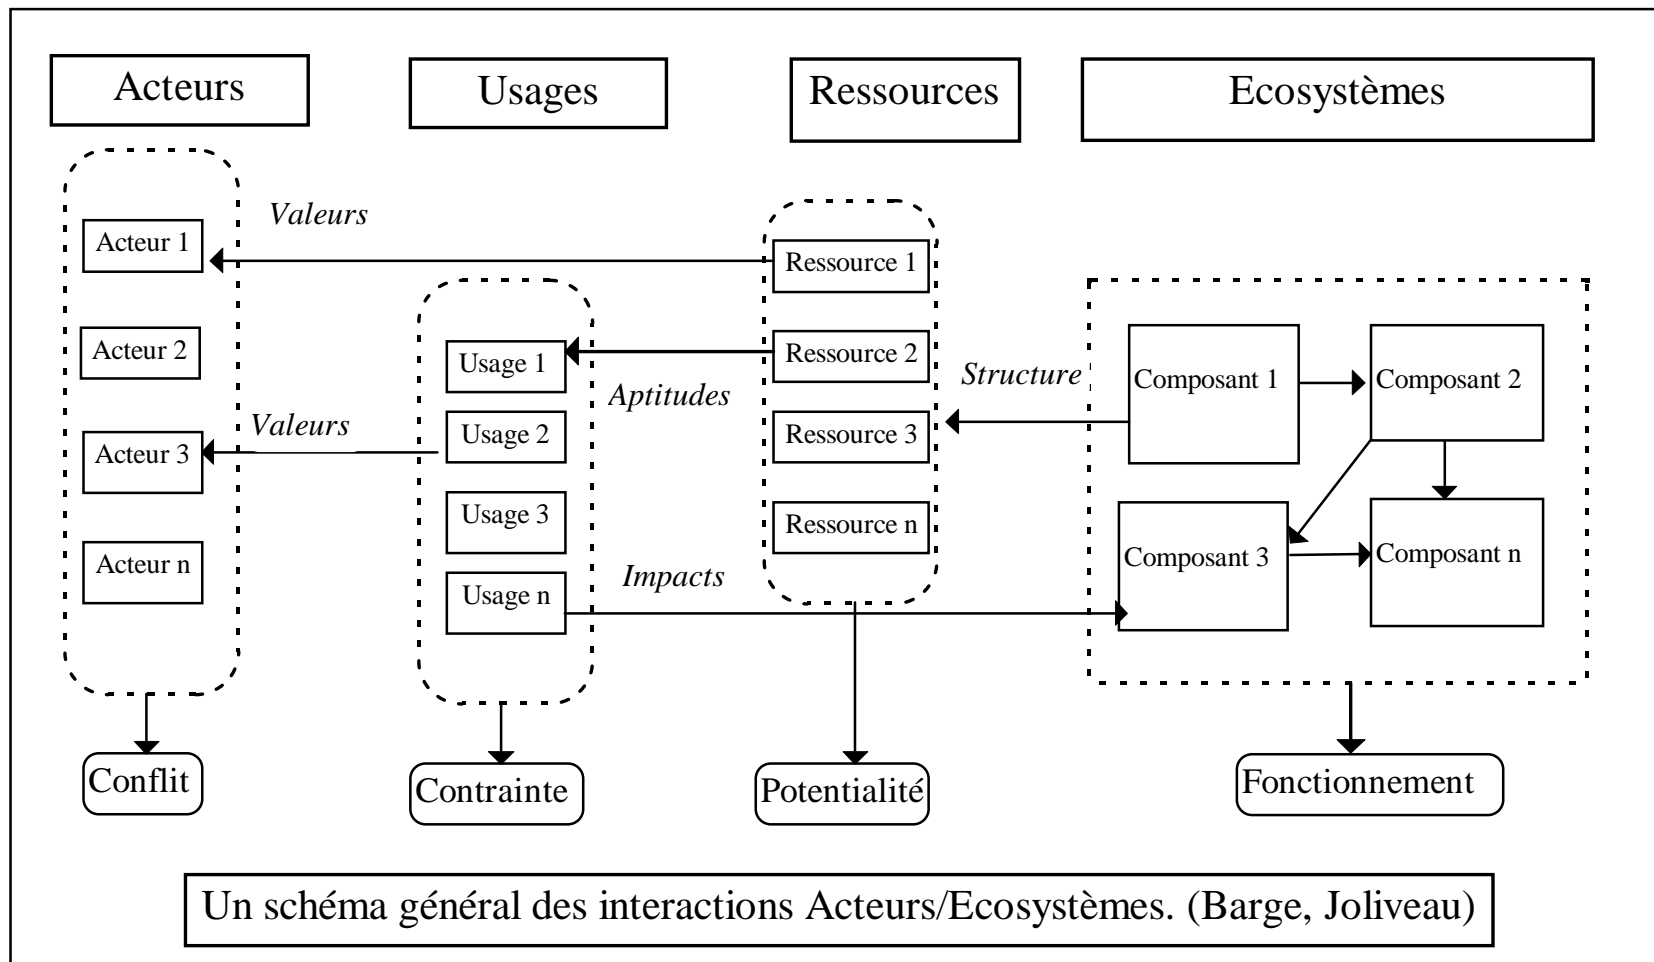 Acteurs
Usages
Ressources
Ecosystèmes
Valeurs
Acteur 1
Ressource 1
Acteur 2
Usage 1
Ressource 2
Structure
Composant 1
Composant 2
Aptitudes
Valeurs
Acteur 3
Usage 2
Ressource 3
Usage 3
Ressource n
Acteur n
Usage n
Impacts
Composant 3
Composant n
Conflit
Contrainte
Potentialité
Fonctionnement
Un schéma général des interactions Acteurs/Ecosystèmes. (Barge, Joliveau)